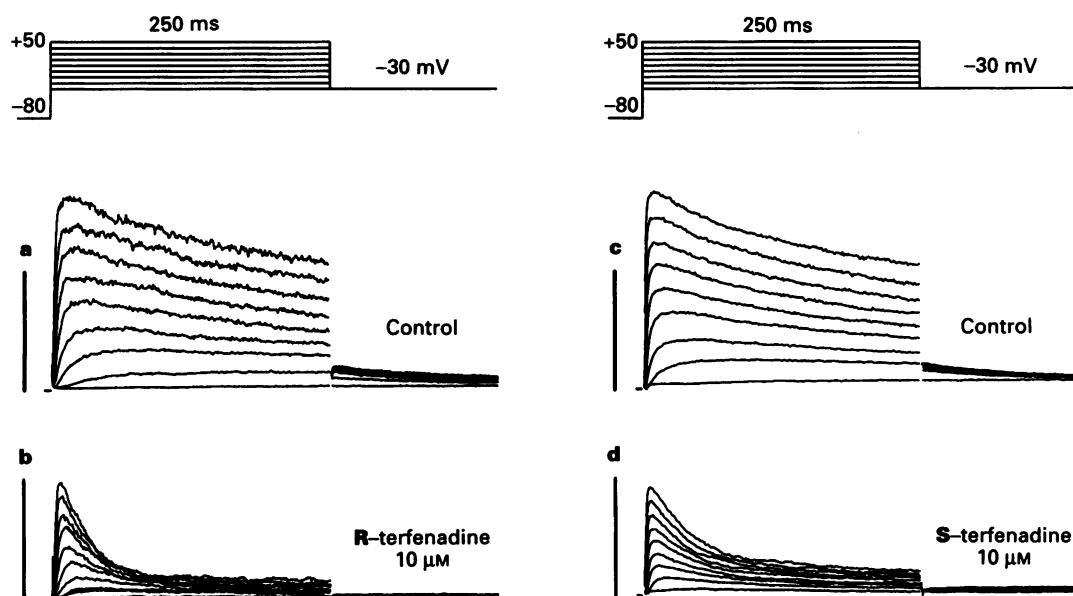 250 ms
+50
−30 mV
−80
250 ms
+50
−30 mV
−80
a
Control
c
Control
b
R–terfenadine
10 μM
d
S–terfenadine
10 μM